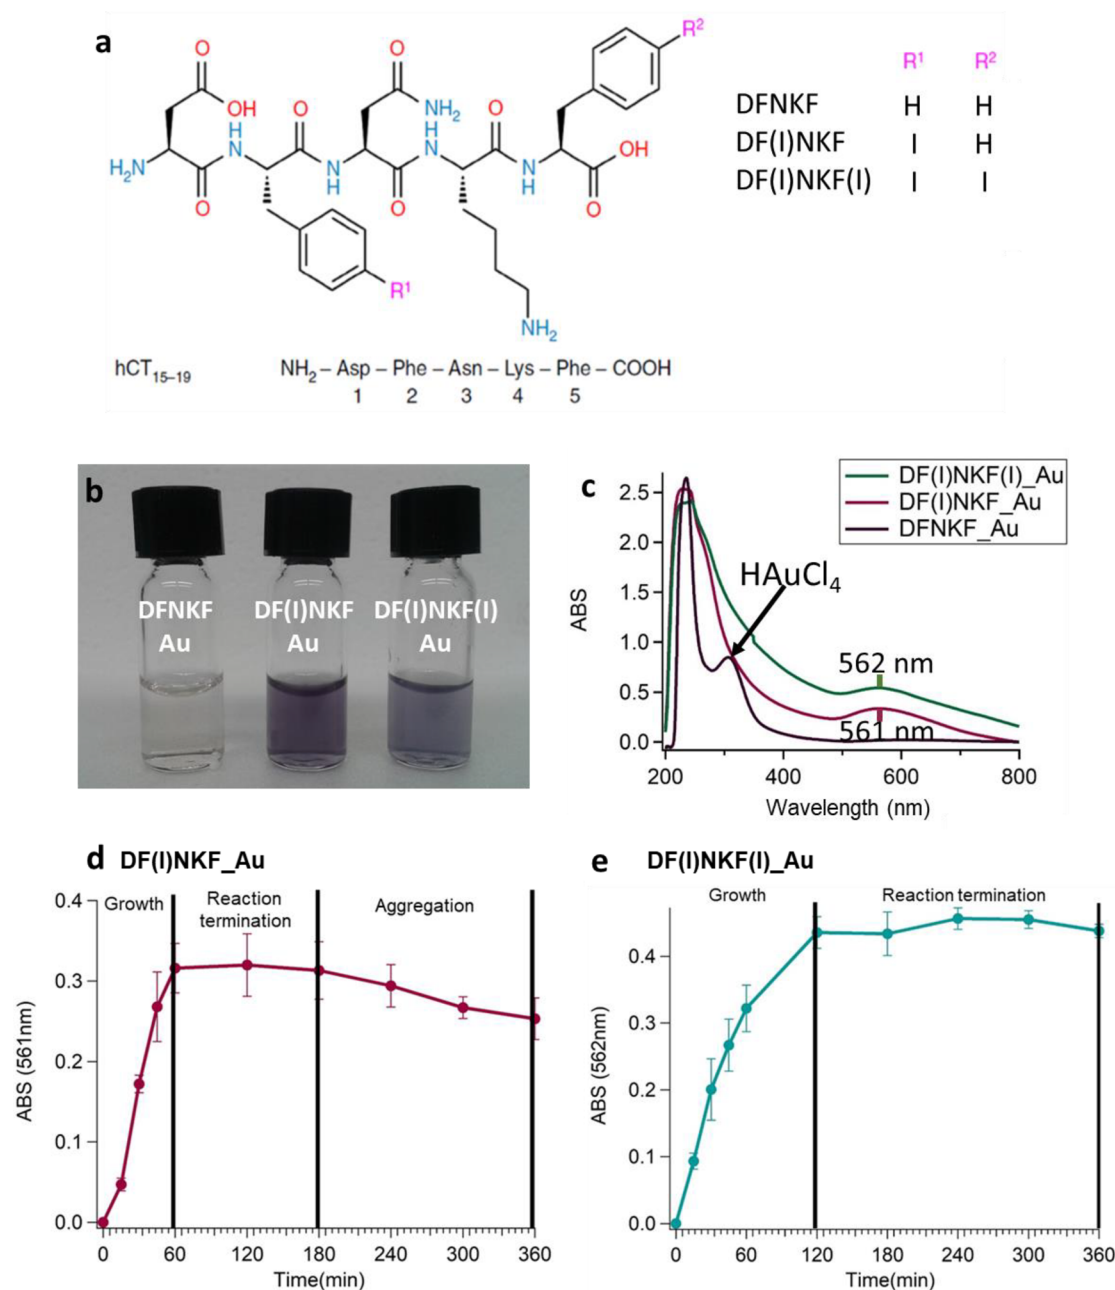 a
R²
R¹ R²
O O
OH
O
NH₂
O
OH
H₂N
H
N
O
N
H
O
H
N
O
N
H
O
R¹
NH₂
DFNKF H H
DF(I)NKF I H
DF(I)NKF(I) I I
hCT₁₅₋₁₉ NH₂ – Asp – Phe – Asn – Lys – Phe – COOH
1 2 3 4 5
b
DFNKF
Au
DF(I)NKF
Au
DF(I)NKF(I)
Au
c
DF(I)NKF(I)_Au
DF(I)NKF_Au
DFNKF_Au
HAuCl₄
562 nm
561 nm
ABS
2.5
2.0
1.5
1.0
0.5
0.0
200 400 600 800
Wavelength (nm)
d DF(I)NKF_Au
Growth
Reaction
termination
Aggregation
ABS (561nm)
0.4
0.3
0.2
0.1
0.0
0 60 120 180 240 300 360
Time(min)
e DF(I)NKF(I)_Au
Growth
Reaction termination
ABS (562nm)
0.4
0.3
0.2
0.1
0.0
0 60 120 180 240 300 360
Time(min)